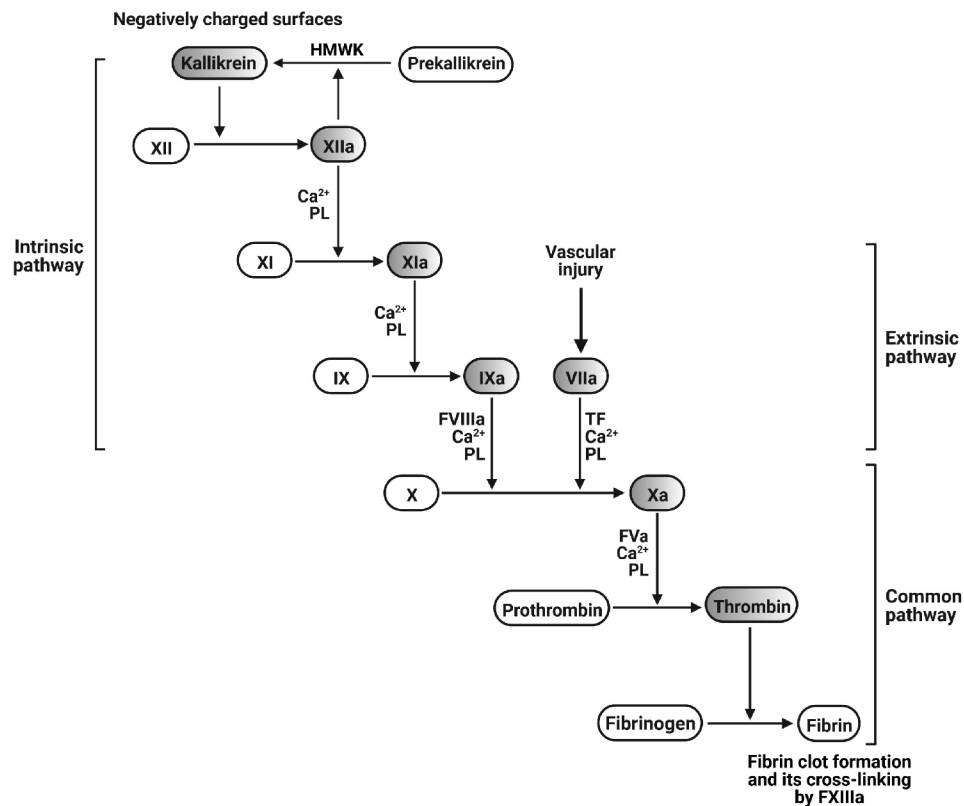 Negatively charged surfaces
Kallikrein
HMWK
Prekallikrein
XII
XIIa
Ca²⁺
PL
Intrinsic
pathway
XI
XIa
Vascular
injury
Ca²⁺
PL
Extrinsic
pathway
IX
IXa
VIIa
FVIIIa
Ca²⁺
PL
TF
Ca²⁺
PL
X
Xa
FVa
Ca²⁺
PL
Common
pathway
Prothrombin
Thrombin
Fibrinogen
Fibrin
Fibrin clot formation
and its cross-linking
by FXIIIa